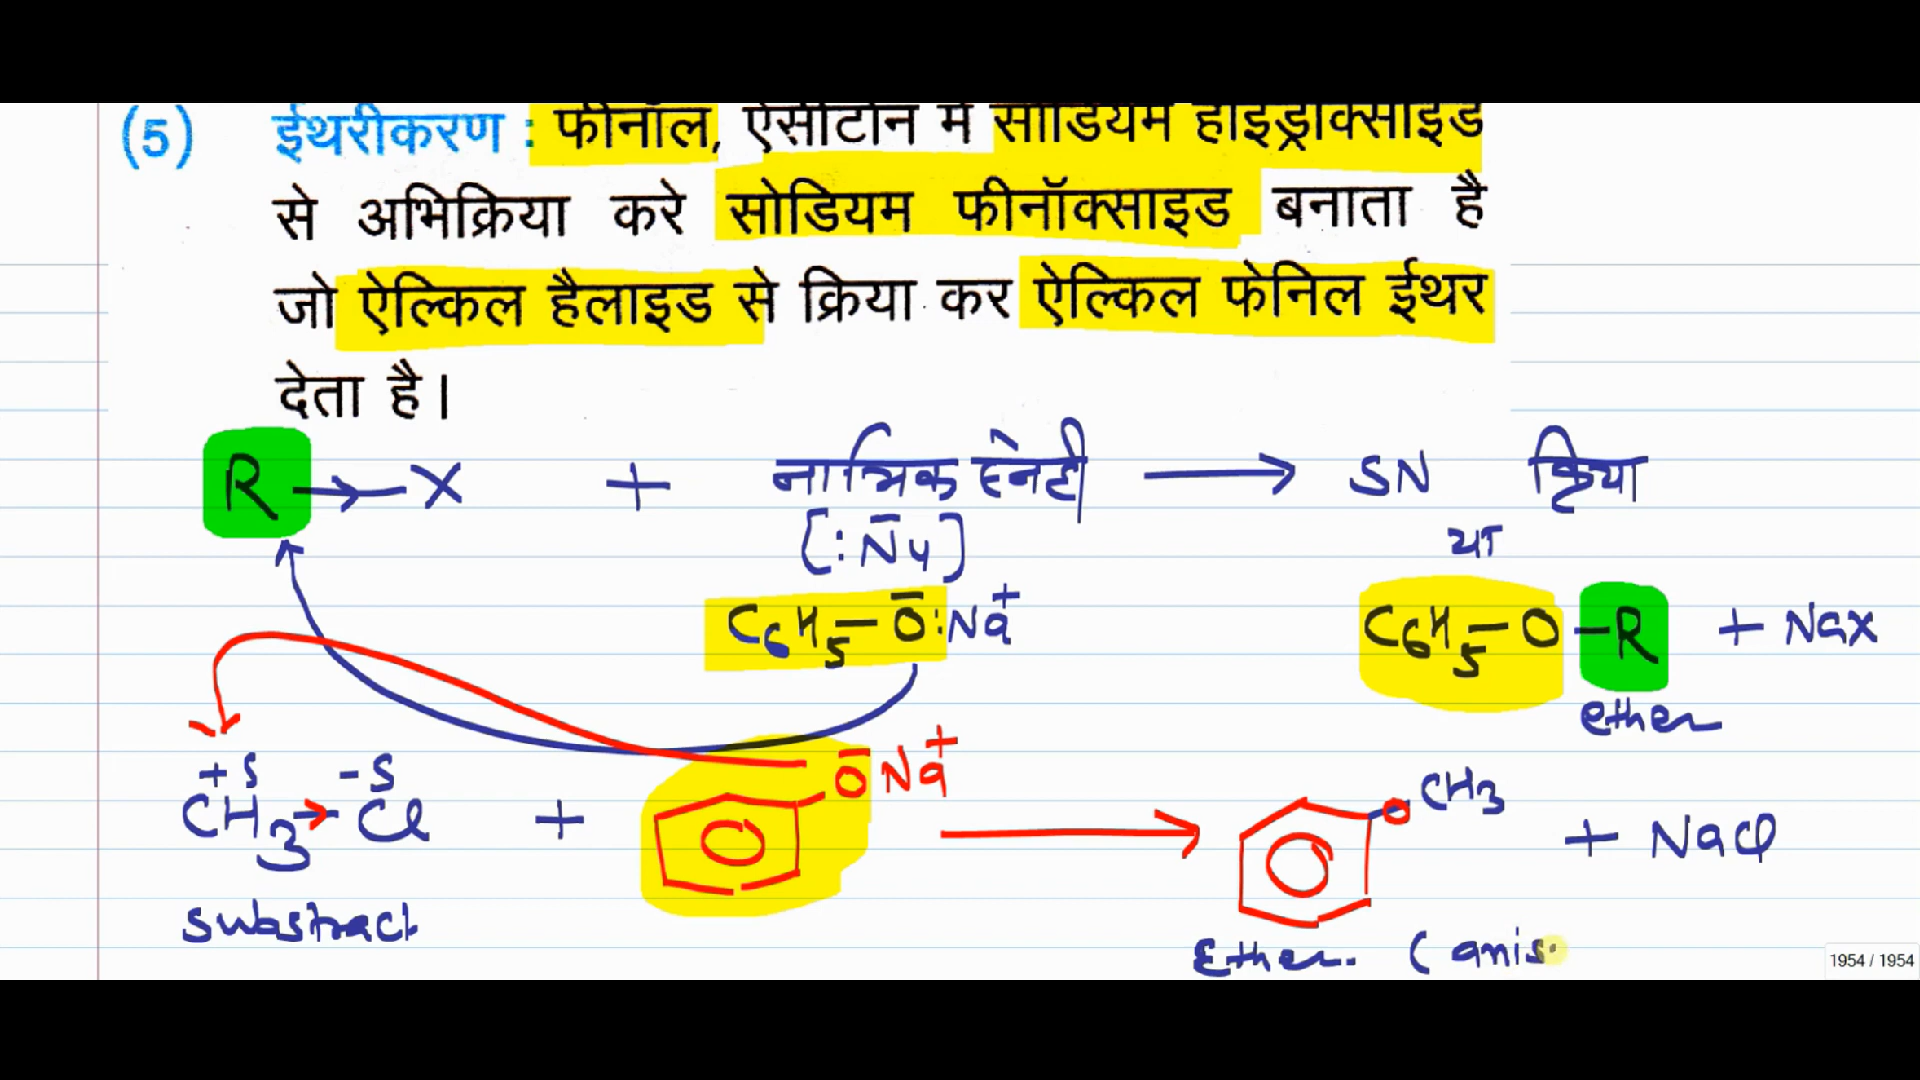 (5) ईथरीकरण : फीनॉल, ऐसीटोन में सोडियम हाइड्रॉक्साइड
से अभिक्रिया करे सोडियम फीनॉक्साइड बनाता है
जो ऐल्किल हैलाइड से क्रिया कर ऐल्किल फेनिल ईथर
देता है।
R → X + नाभिक स्नेही → SN क्रिया
[:N̄u] या
C6H5–Ō:Na+ C6H5–O–R + NaX
ether
+δ -δ
CH3 → Cl + ŌNa+ → O CH3 + NaCl
substract
Ether. (anis
1954 / 1954